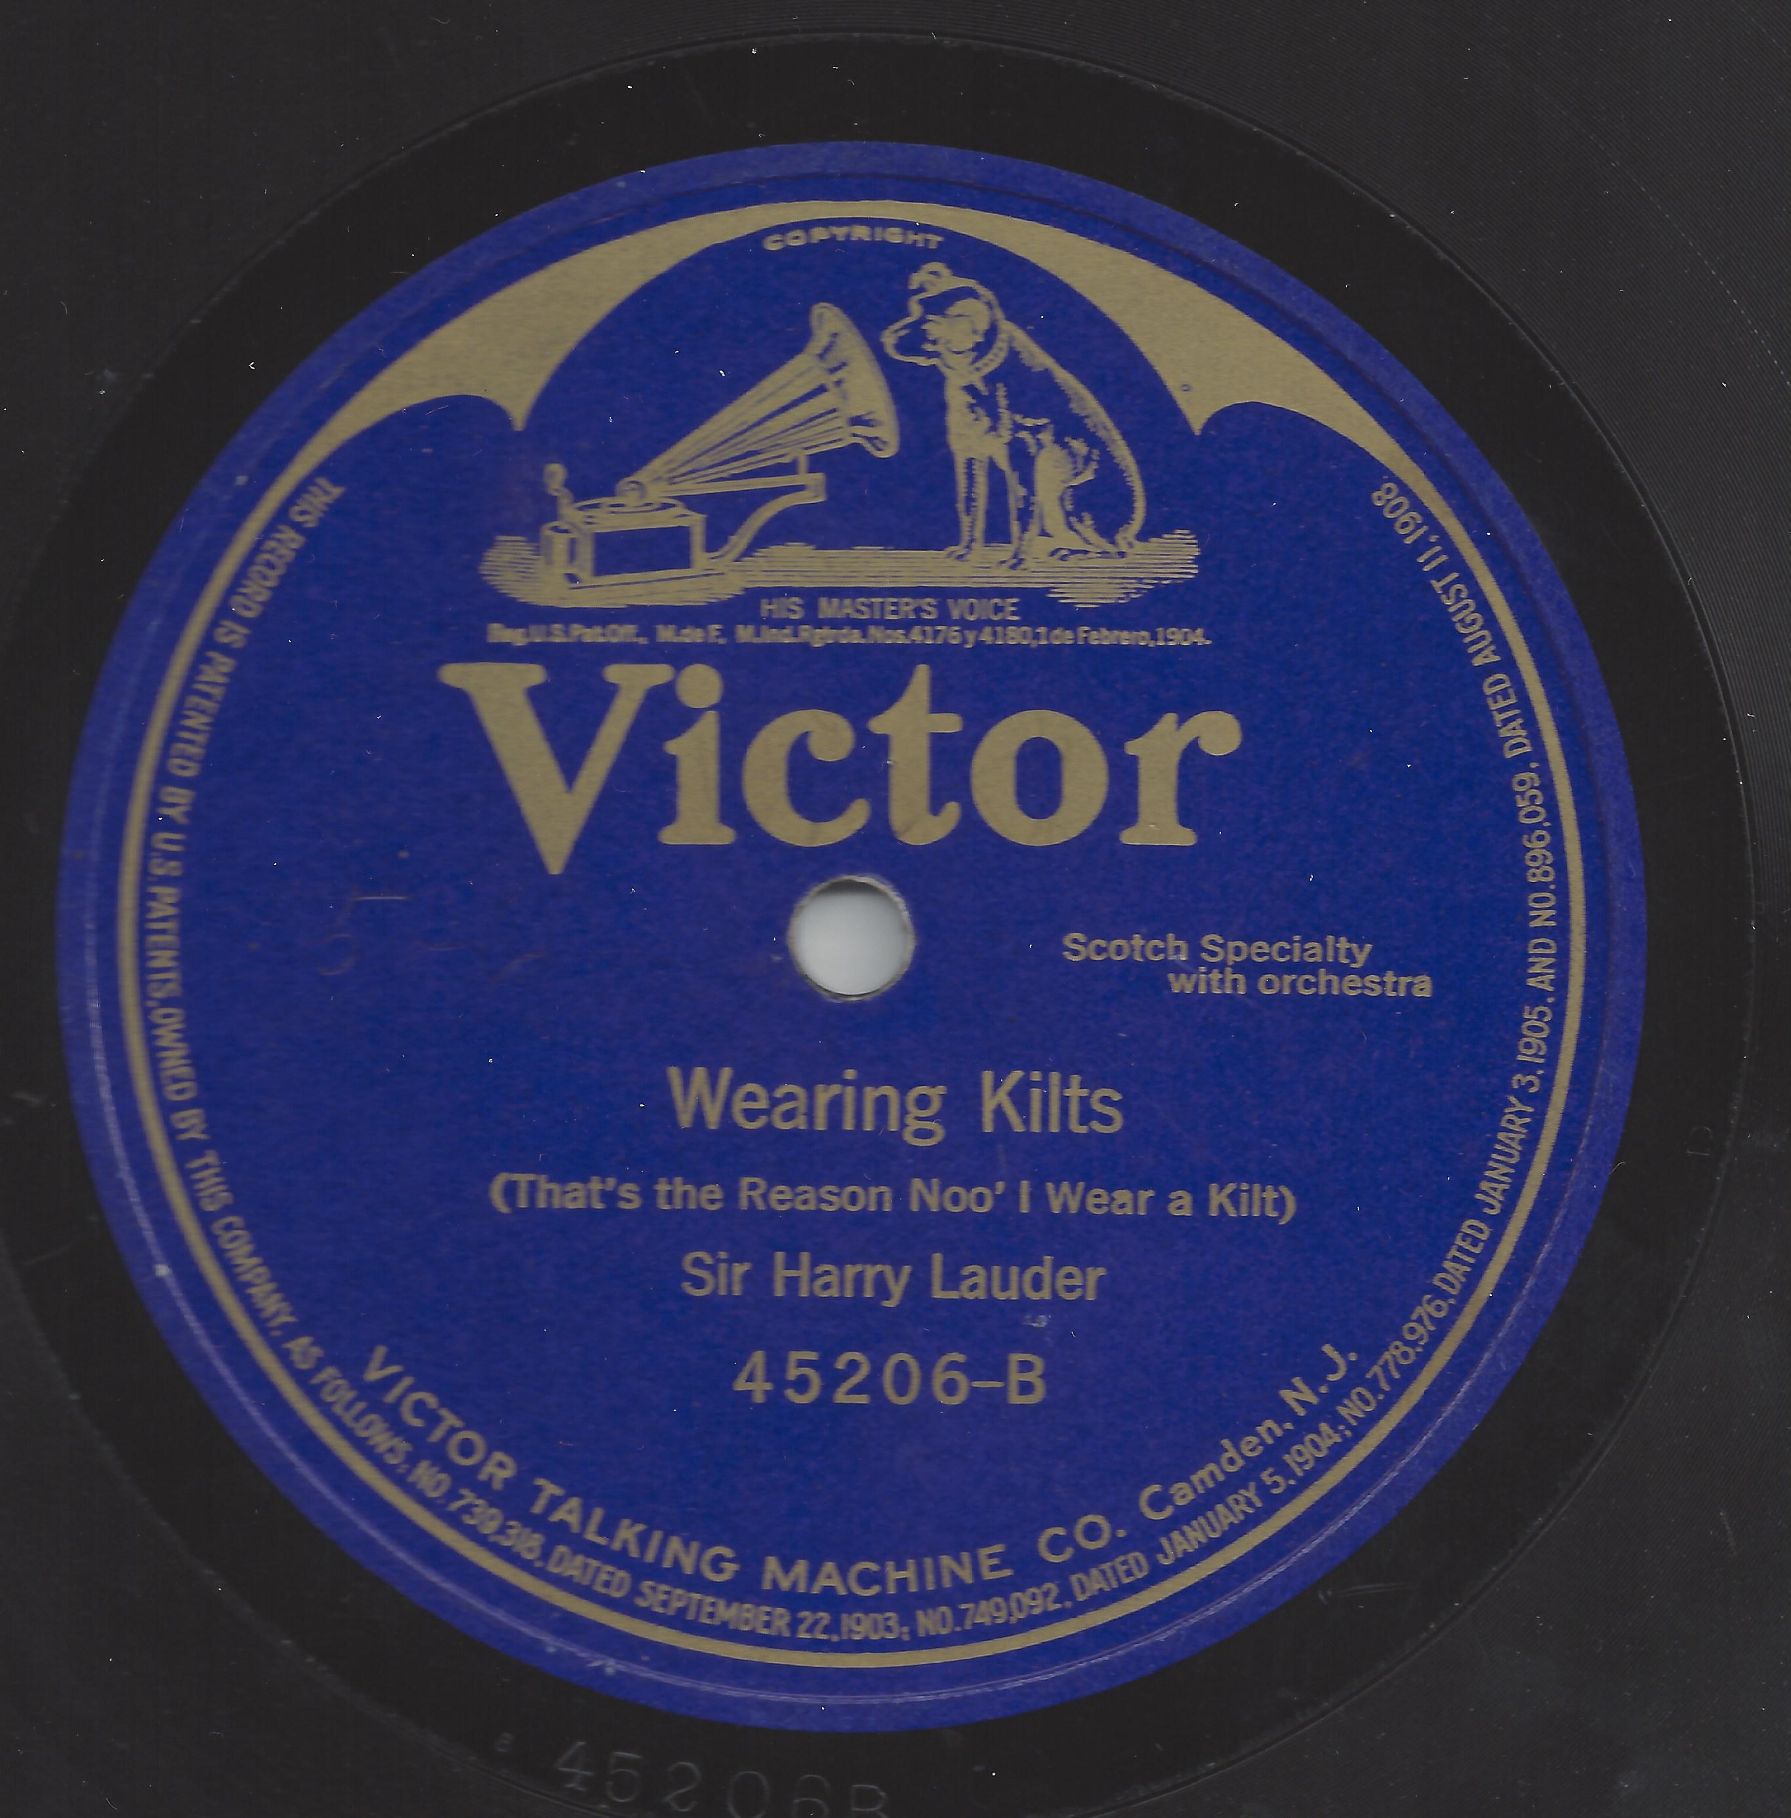 COPYRIGHT
HIS MASTER'S VOICE
Reg.U.S.Pat.Off., M.de F., M.Ind.Rgtrda.Nos.4176 y 4180,1 de Febrero,1904.
Victor
Scotch Specialty
with orchestra
Wearing Kilts
(That's the Reason Noo' I Wear a Kilt)
Sir Harry Lauder
45206–B
VICTOR TALKING MACHINE CO. Camden, N.J.
THIS RECORD IS PATENTED BY U.S PATENTS, OWNED BY THIS COMPANY, AS FOLLOWS: NO.739,318, DATED SEPTEMBER 22,1903; NO.749,092, DATED JANUARY 5,1904; NO.778,976, DATED JANUARY 3,1905, AND NO.896,059, DATED AUGUST 11,1908.
45206B